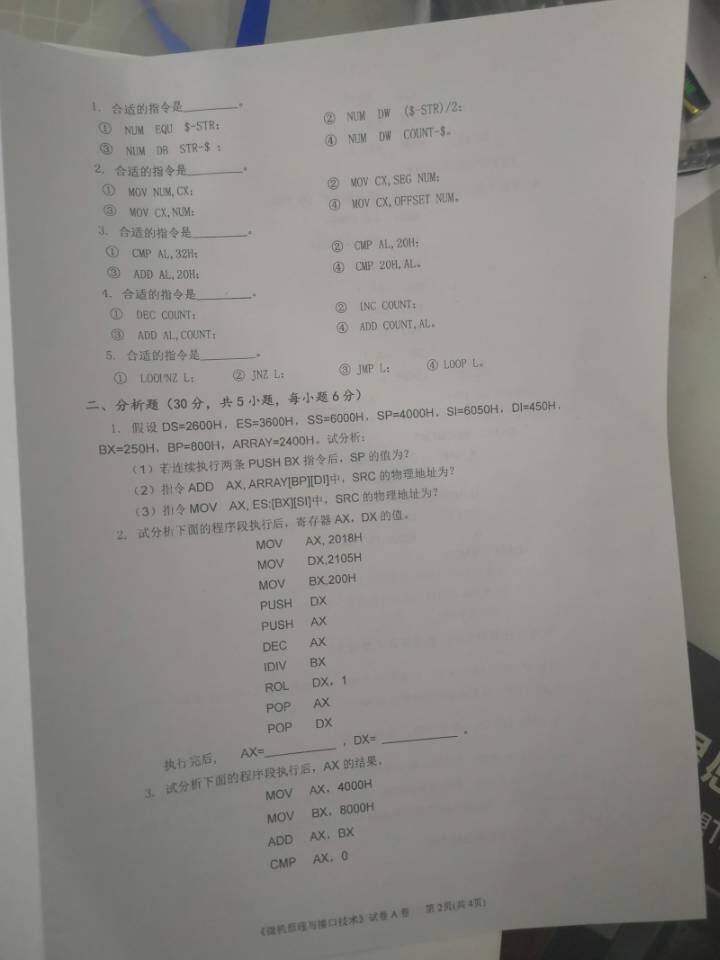 1. 合适的指令是________。
① NUM EQU $-STR; ② NUM DW ($-STR)/2;
③ NUM DB STR-$ ; ④ NUM DW COUNT-$。
2. 合适的指令是________。
① MOV NUM,CX; ② MOV CX,SEG NUM;
③ MOV CX,NUM; ④ MOV CX,OFFSET NUM。
3. 合适的指令是________。
① CMP AL,32H; ② CMP AL,20H;
③ ADD AL,20H; ④ CMP 20H,AL。
4. 合适的指令是________。
① DEC COUNT; ② INC COUNT;
③ ADD AL,COUNT; ④ ADD COUNT,AL。
5. 合适的指令是________。
① LOOPNZ L; ② JNZ L; ③ JMP L; ④ LOOP L。
二、分析题（30分，共5小题，每小题6分）
1. 假设 DS=2600H，ES=3600H，SS=6000H，SP=4000H，SI=6050H，DI=450H，
BX=250H，BP=800H，ARRAY=2400H。试分析：
（1）若连续执行两条 PUSH BX 指令后，SP 的值为？
（2）指令 ADD AX, ARRAY[BP][DI]中，SRC 的物理地址为？
（3）指令 MOV AX, ES:[BX][SI]中，SRC 的物理地址为？
2. 试分析下面的程序段执行后，寄存器 AX，DX 的值。
MOV AX, 2018H
MOV DX,2105H
MOV BX,200H
PUSH DX
PUSH AX
DEC AX
IDIV BX
ROL DX，1
POP AX
POP DX
执行完后， AX=__________ ，DX= __________ 。
3. 试分析下面的程序段执行后，AX 的结果。
MOV AX，4000H
MOV BX，8000H
ADD AX，BX
CMP AX，0
《微机原理与接口技术》试卷 A 卷 第 2页(共 4页)